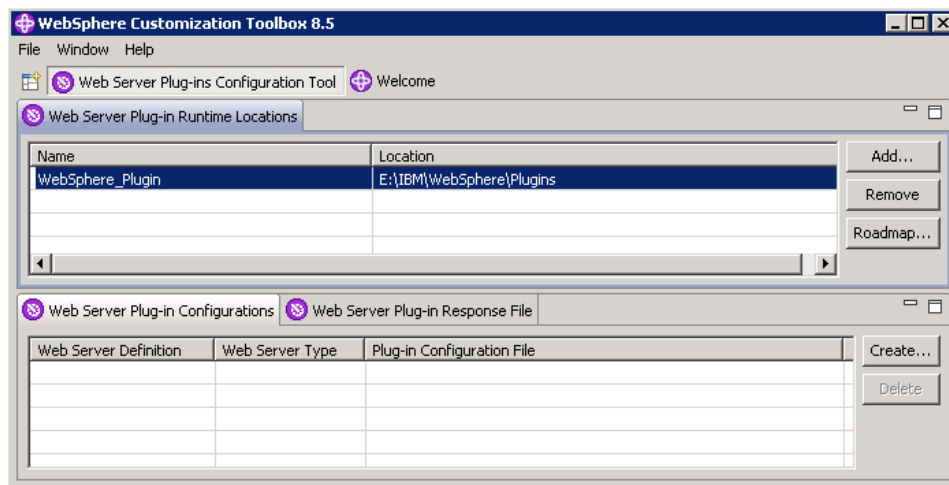 WebSphere Customization Toolbox 8.5
File Window Help
Web Server Plug-ins Configuration Tool Welcome
Web Server Plug-in Runtime Locations
Name Location Add...
WebSphere_Plugin E:\IBM\WebSphere\Plugins
Remove
Roadmap...
Web Server Plug-in Configurations Web Server Plug-in Response File
Web Server Definition Web Server Type Plug-in Configuration File Create...
Delete